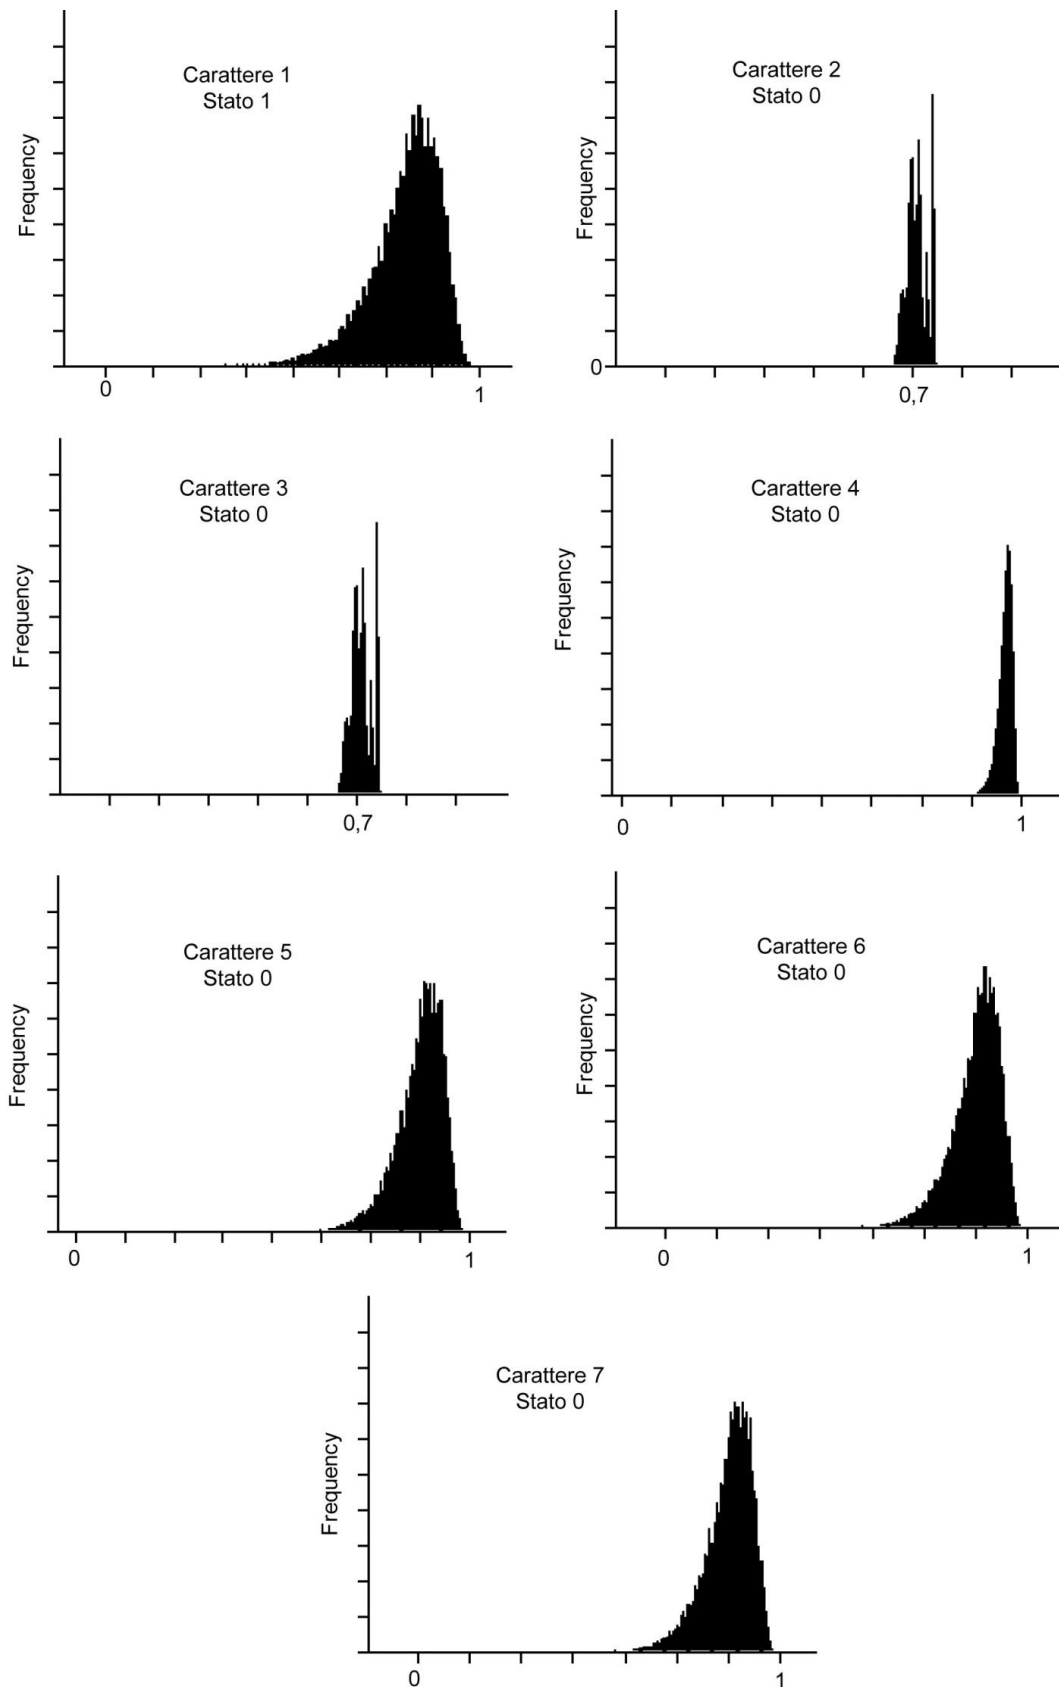 Carattere 1
Stato 1
Frequency
0
1
Carattere 2
Stato 0
Frequency
0
0,7
Carattere 3
Stato 0
Frequency
0,7
Carattere 4
Stato 0
Frequency
0
1
Carattere 5
Stato 0
Frequency
0
1
Carattere 6
Stato 0
Frequency
0
1
Carattere 7
Stato 0
Frequency
0
1